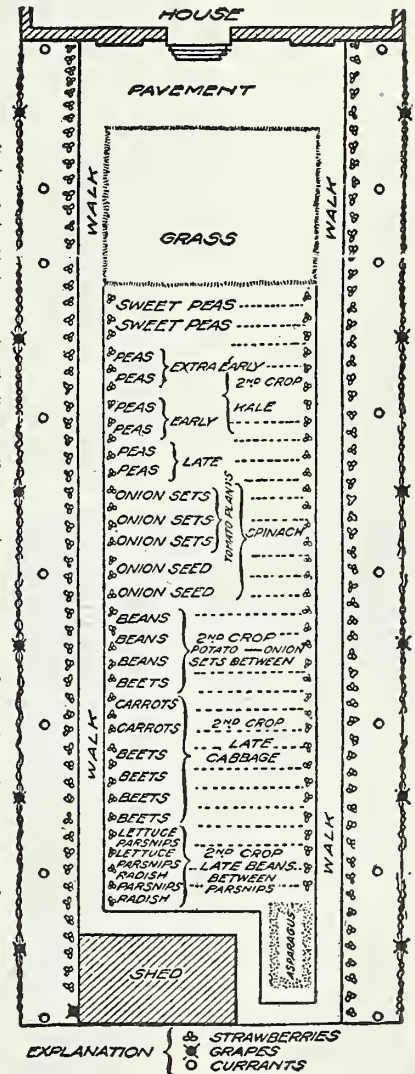 HOUSE
PAVEMENT
WALK
WALK
GRASS
SWEET PEAS
SWEET PEAS
PEAS
PEAS
EXTRA EARLY
2ND CROP
KALE
PEAS
PEAS
EARLY
PEAS
PEAS
LATE
ONION SETS
ONION SETS
ONION SETS
TOMATO PLANTS
SPINACH
ONION SEED
ONION SEED
BEANS
BEANS
BEANS
BEETS
2ND CROP
POTATO — ONION
SETS BETWEEN
CARROTS
CARROTS
BEETS
BEETS
BEETS
BEETS
2ND CROP
LATE
CABBAGE
WALK
WALK
LETTUCE
PARSNIPS
LETTUCE
PARSNIPS
RADISH
PARSNIPS
RADISH
2ND CROP
LATE BEANS
BETWEEN
PARSNIPS
ASPARAGUS
SHED
EXPLANATION
STRAWBERRIES
GRAPES
CURRANTS